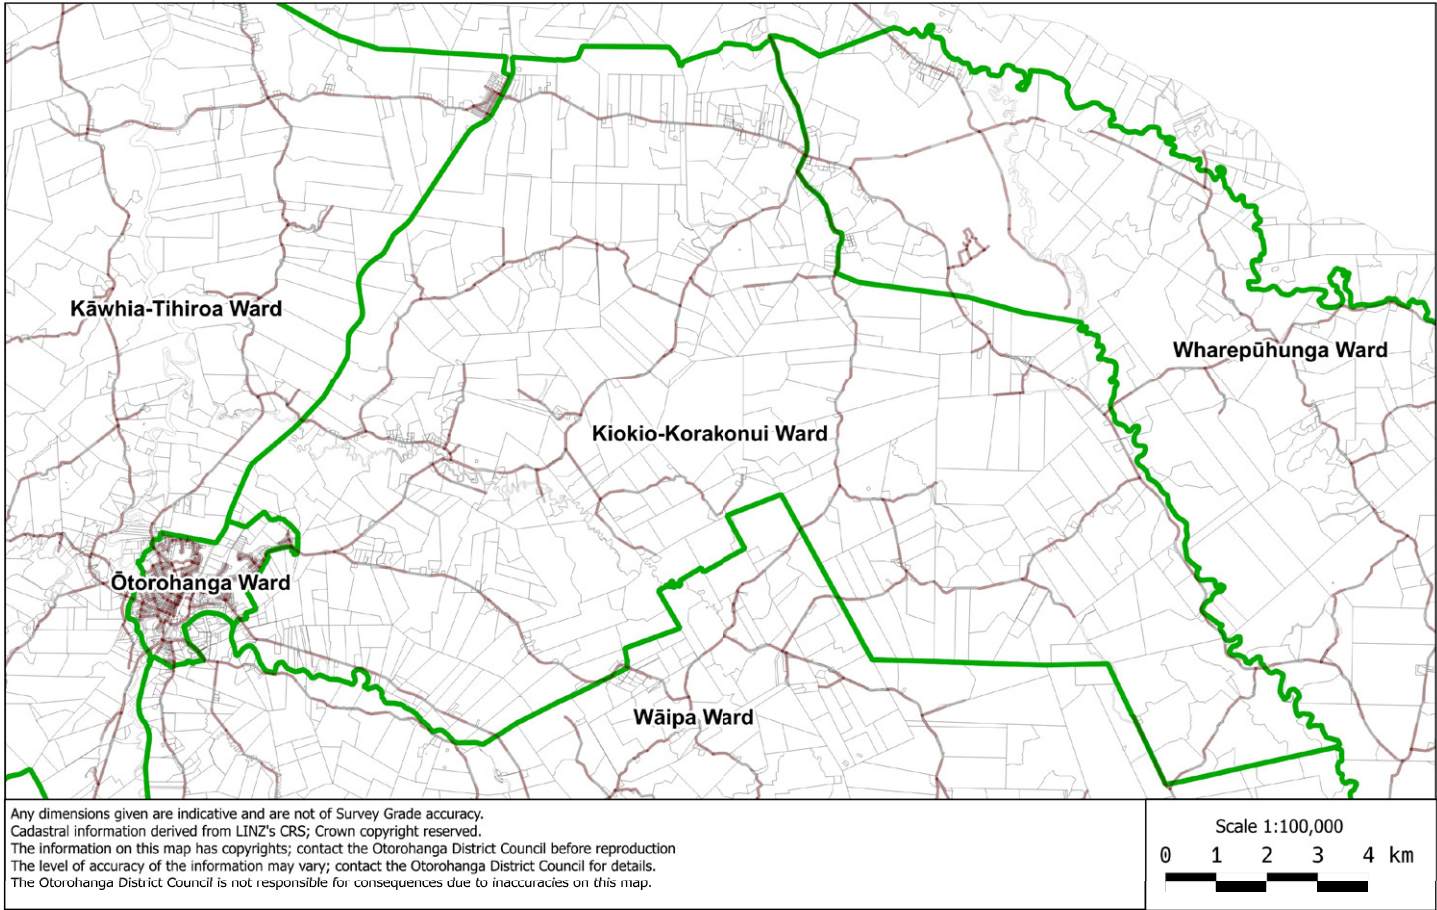 Kāwhia-Tihiroa Ward
Wharepūhunga Ward
Kiokio-Korakonui Ward
Ōtorohanga Ward
Wāipa Ward
Any dimensions given are indicative and are not of Survey Grade accuracy.
Cadastral information derived from LINZ's CRS; Crown copyright reserved.
The information on this map has copyrights; contact the Otorohanga District Council before reproduction
The level of accuracy of the information may vary; contact the Otorohanga District Council for details.
The Otorohanga District Council is not responsible for consequences due to inaccuracies on this map.
Scale 1:100,000
0 1 2 3 4 km